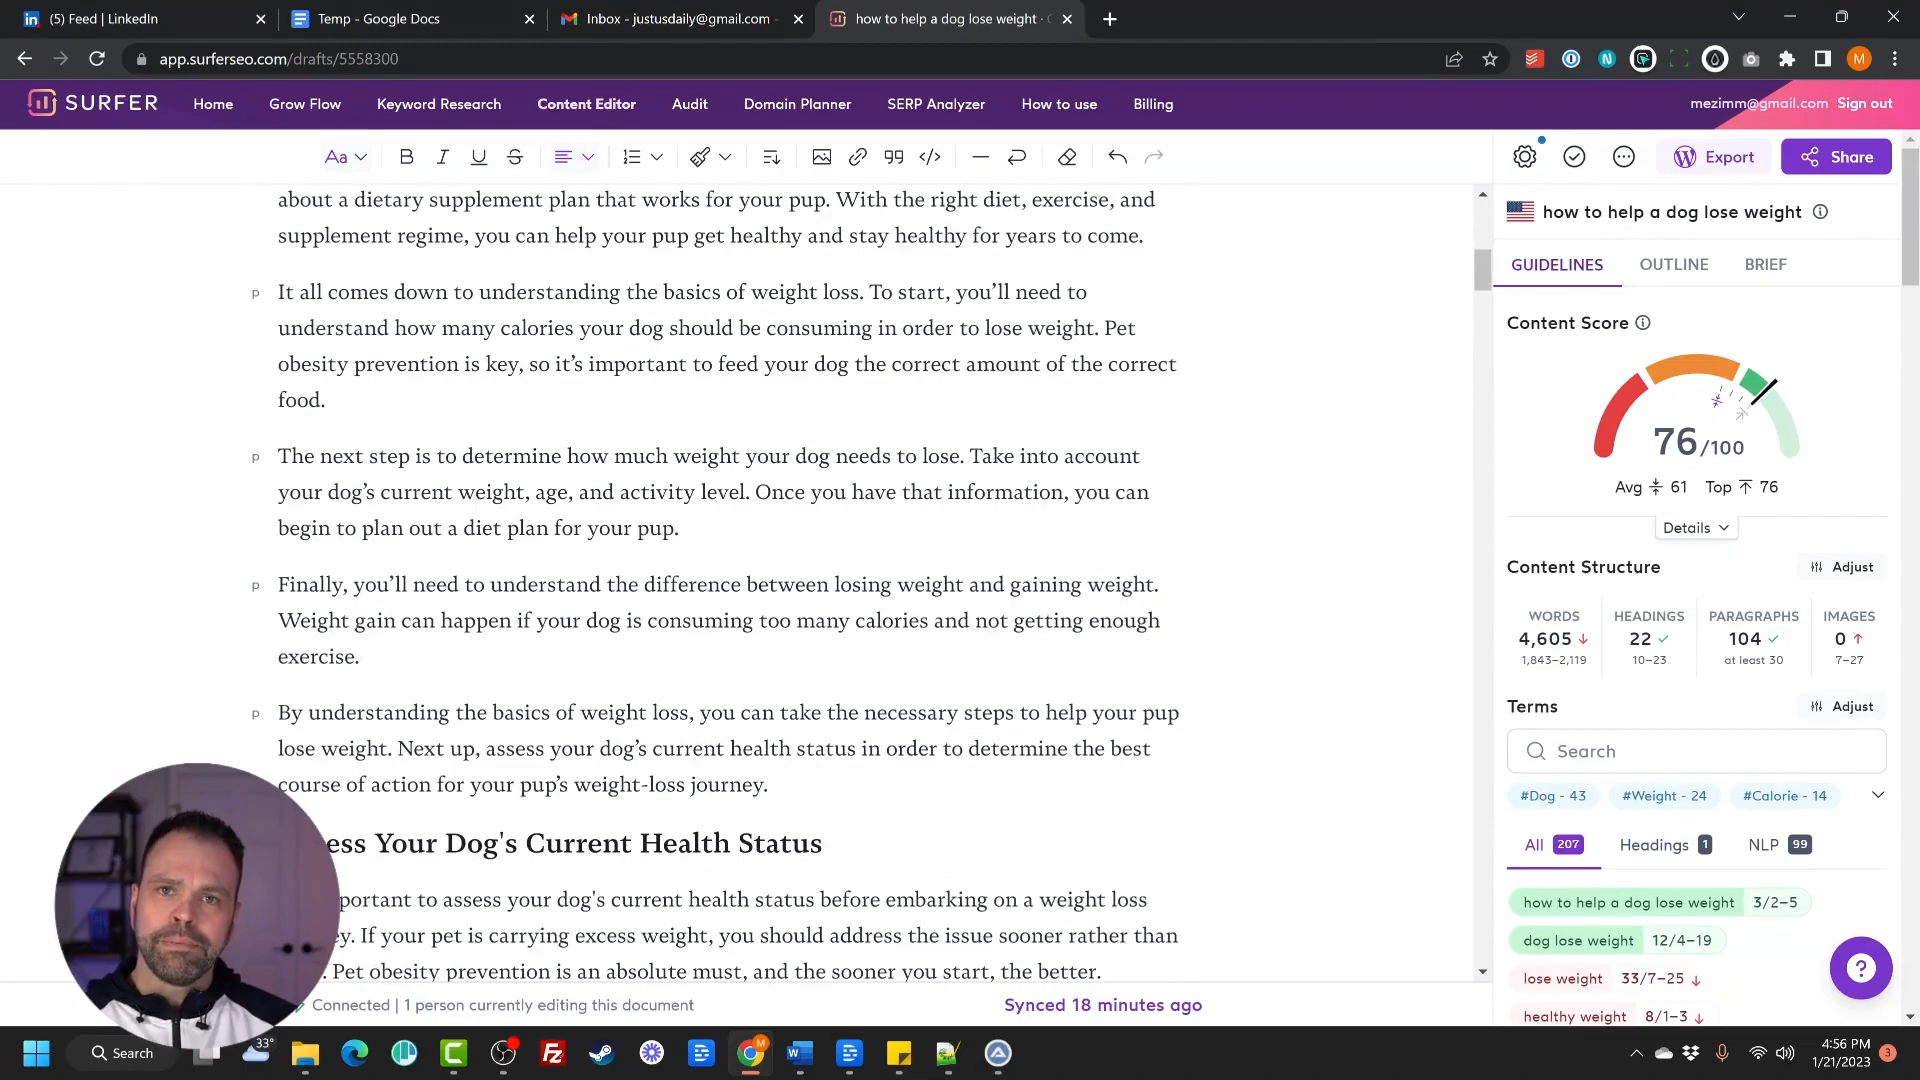 (5) Feed | LinkedIn
Temp - Google Docs
Inbox - justusdaily@gmail.com -
how to help a dog lose weight ·
app.surferseo.com/drafts/5558300
SURFER
Home
Grow Flow
Keyword Research
Content Editor
Audit
Domain Planner
SERP Analyzer
How to use
Billing
mezimm@gmail.com
Sign out
Aa
Export
Share
about a dietary supplement plan that works for your pup. With the right diet, exercise, and
supplement regime, you can help your pup get healthy and stay healthy for years to come.
p
It all comes down to understanding the basics of weight loss. To start, you’ll need to
understand how many calories your dog should be consuming in order to lose weight. Pet
obesity prevention is key, so it’s important to feed your dog the correct amount of the correct
food.
p
The next step is to determine how much weight your dog needs to lose. Take into account
your dog’s current weight, age, and activity level. Once you have that information, you can
begin to plan out a diet plan for your pup.
p
Finally, you’ll need to understand the difference between losing weight and gaining weight.
Weight gain can happen if your dog is consuming too many calories and not getting enough
exercise.
p
By understanding the basics of weight loss, you can take the necessary steps to help your pup
lose weight. Next up, assess your dog’s current health status in order to determine the best
course of action for your pup’s weight-loss journey.
ess Your Dog's Current Health Status
portant to assess your dog's current health status before embarking on a weight loss
ey. If your pet is carrying excess weight, you should address the issue sooner rather than
. Pet obesity prevention is an absolute must, and the sooner you start, the better.
Connected | 1 person currently editing this document
Synced 18 minutes ago
how to help a dog lose weight
GUIDELINES
OUTLINE
BRIEF
Content Score
76/100
Avg 61 Top 76
Details
Content Structure
Adjust
WORDS
HEADINGS
PARAGRAPHS
IMAGES
4,605
22
104
0
1,843–2,119
10–23
at least 30
7–27
Terms
Adjust
Search
#Dog - 43
#Weight - 24
#Calorie - 14
All 207
Headings 1
NLP 99
how to help a dog lose weight 3/2–5
dog lose weight 12/4–19
lose weight 33/7–25
healthy weight 8/1–3
?
Search
33°
4:56 PM
1/21/2023
3